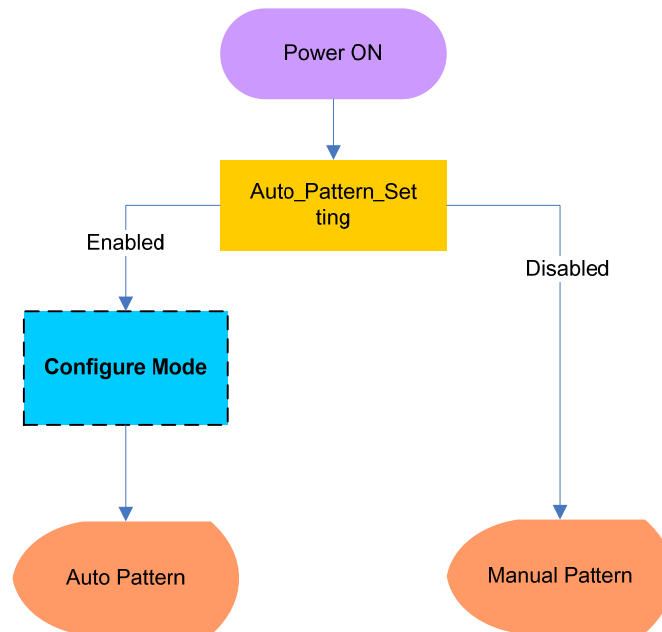 Power ON
Auto_Pattern_Set
ting
Enabled
Disabled
Configure Mode
Auto Pattern
Manual Pattern